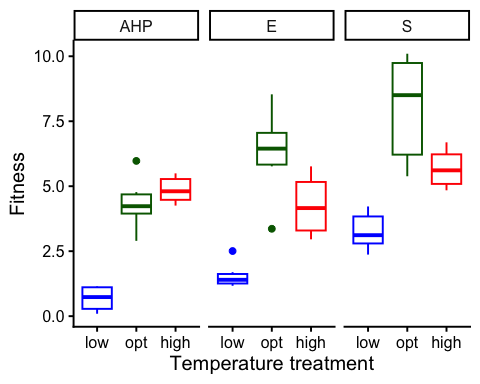 AHP E S
Fitness
10.0
7.5
5.0
2.5
0.0
low opt high low opt high low opt high
Temperature treatment